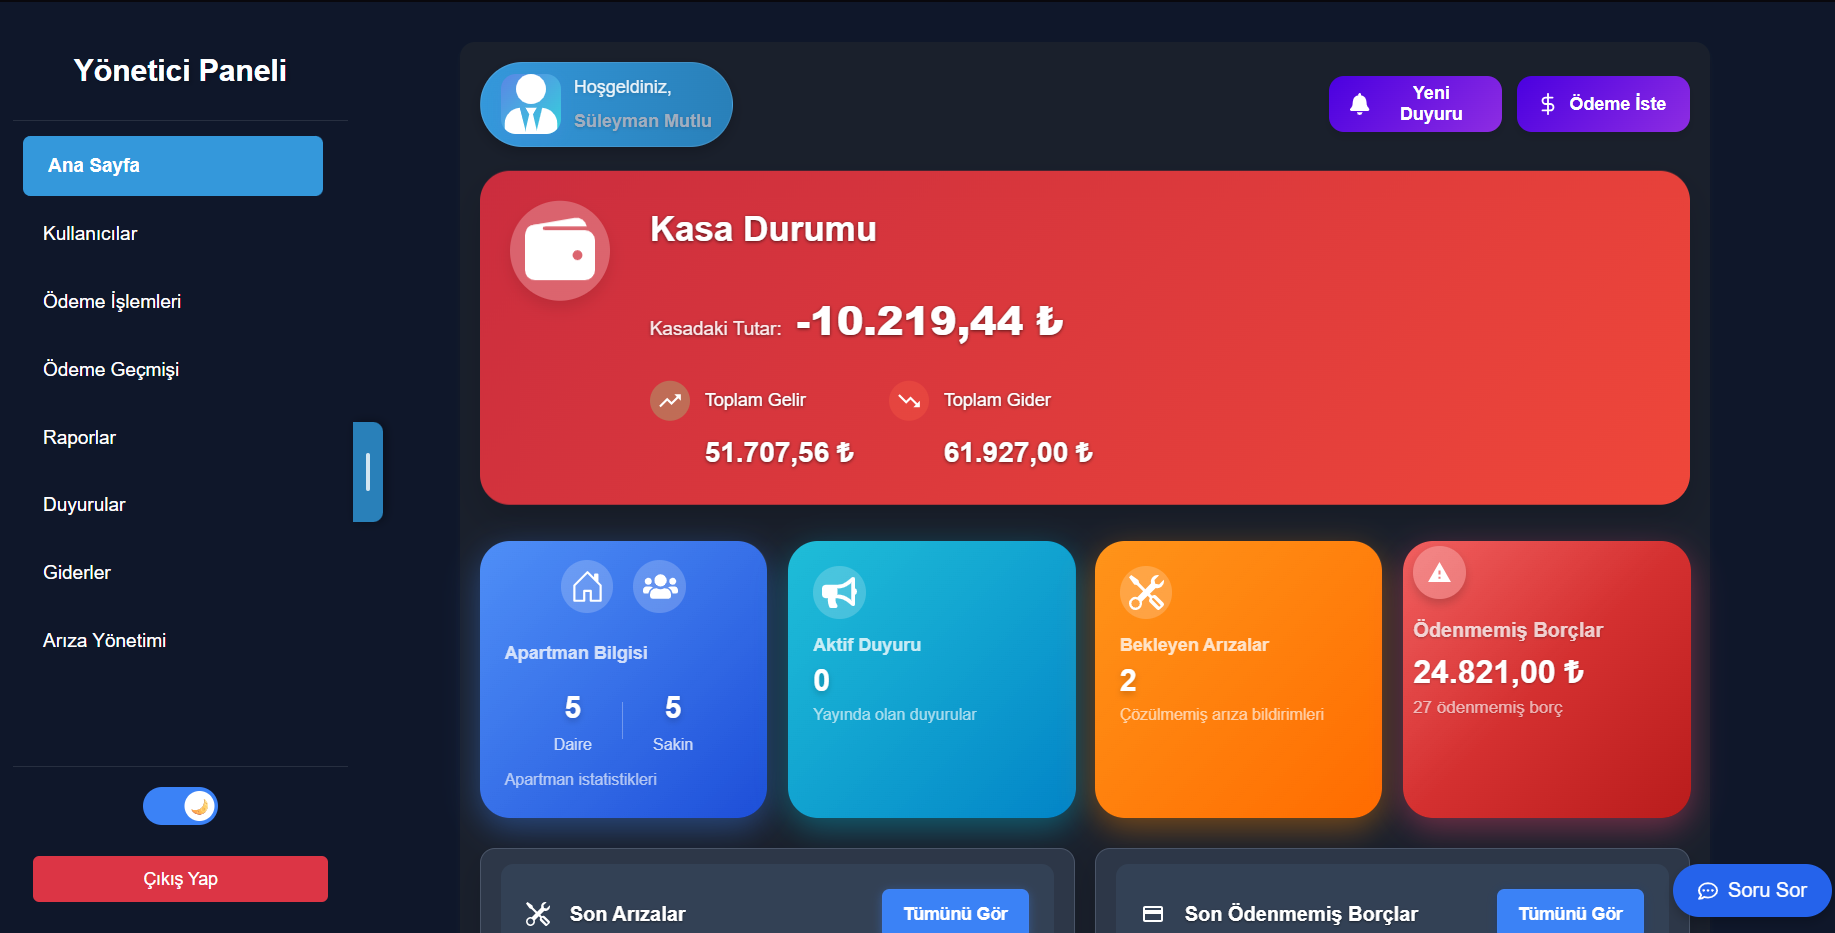 Yönetici Paneli
Ana Sayfa
Kullanıcılar
Ödeme İşlemleri
Ödeme Geçmişi
Raporlar
Duyurular
Giderler
Arıza Yönetimi
Çıkış Yap
Hoşgeldiniz,
Süleyman Mutlu
Yeni
Duyuru
Ödeme İste
Kasa Durumu
Kasadaki Tutar: -10.219,44 ₺
Toplam Gelir
51.707,56 ₺
Toplam Gider
61.927,00 ₺
Apartman Bilgisi
5
Daire
5
Sakin
Apartman istatistikleri
Aktif Duyuru
0
Yayında olan duyurular
Bekleyen Arızalar
2
Çözülmemiş arıza bildirimleri
Ödenmemiş Borçlar
24.821,00 ₺
27 ödenmemiş borç
Son Arızalar
Tümünü Gör
Son Ödenmemiş Borçlar
Tümünü Gör
Soru Sor